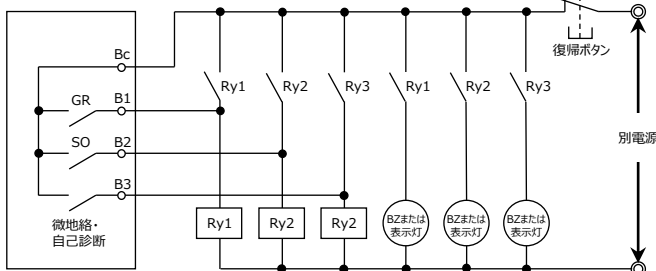 復帰ボタン
Bc
Ry1
Ry2
Ry3
Ry1
Ry2
Ry3
GR
B1
別電源
SO
B2
B3
微地絡・
自己診断
Ry1
Ry2
Ry2
BZまたは
表示灯
BZまたは
表示灯
BZまたは
表示灯